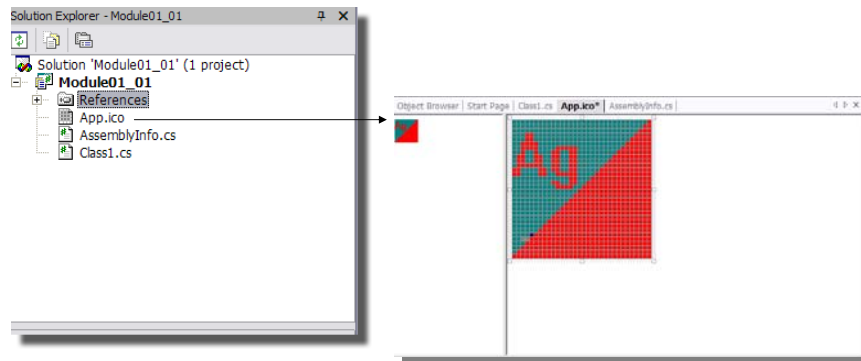 Solution Explorer - Module01_01
Solution 'Module01_01' (1 project)
Module01_01
References
App.ico
AssemblyInfo.cs
Class1.cs
Object Browser | Start Page | Class1.cs | App.ico* | AssemblyInfo.cs |
Ag